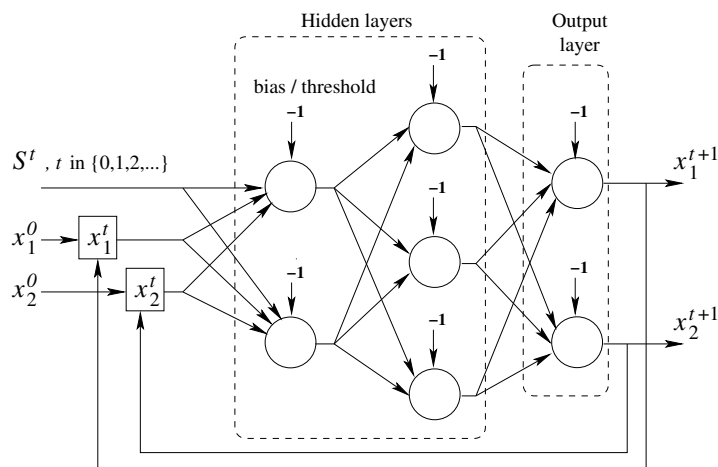 Hidden layers
Output
layer
bias / threshold
−1
−1
−1
−1
−1
−1
−1
S^t , t in {0,1,2,...}
x_1^0
x_1^t
x_2^0
x_2^t
x_1^{t+1}
x_2^{t+1}